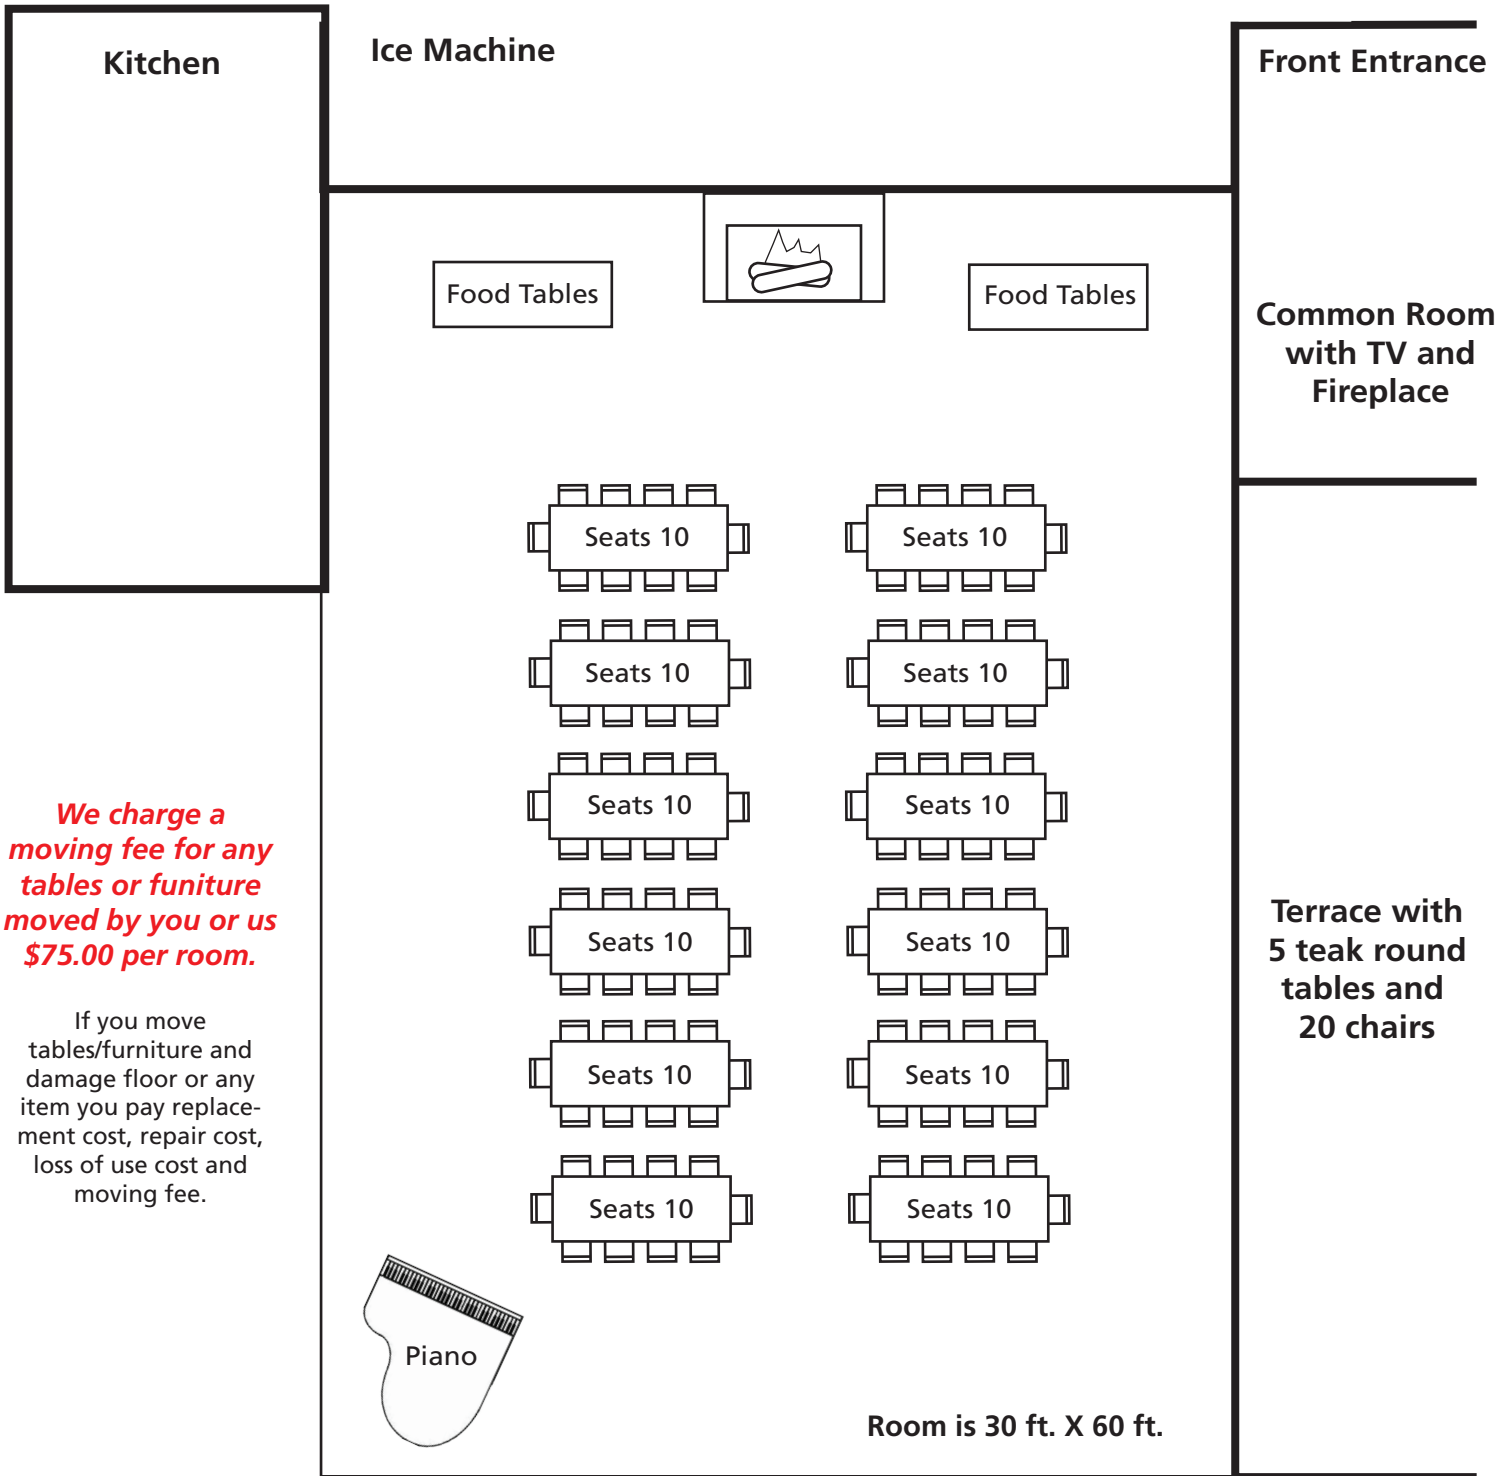 Kitchen
Ice Machine
Front Entrance
Food Tables
Food Tables
Common Room
with TV and
Fireplace
Seats 10
Seats 10
Seats 10
Seats 10
Seats 10
Seats 10
Seats 10
Seats 10
Seats 10
Seats 10
Seats 10
Seats 10
We charge a
moving fee for any
tables or funiture
moved by you or us
$75.00 per room.
If you move
tables/furniture and
damage floor or any
item you pay replace-
ment cost, repair cost,
loss of use cost and
moving fee.
Terrace with
5 teak round
tables and
20 chairs
Piano
Room is 30 ft. X 60 ft.